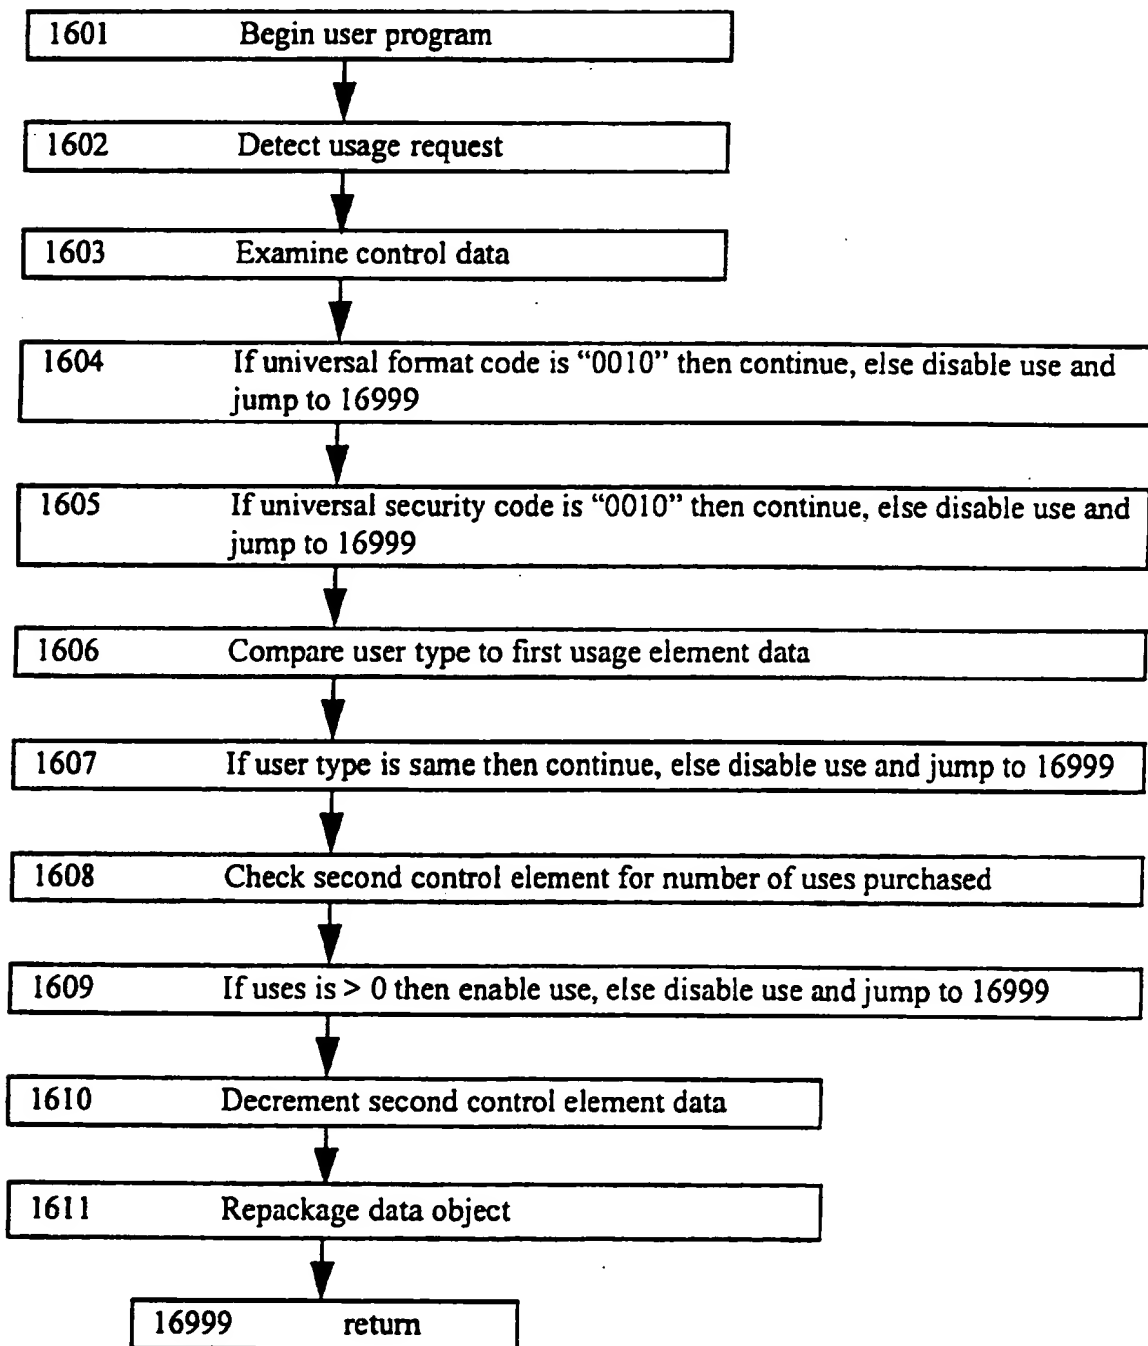 1601 Begin user program
1602 Detect usage request
1603 Examine control data
1604 If universal format code is “0010” then continue, else disable use and
jump to 16999
1605 If universal security code is “0010” then continue, else disable use and
jump to 16999
1606 Compare user type to first usage element data
1607 If user type is same then continue, else disable use and jump to 16999
1608 Check second control element for number of uses purchased
1609 If uses is > 0 then enable use, else disable use and jump to 16999
1610 Decrement second control element data
1611 Repackage data object
16999 return